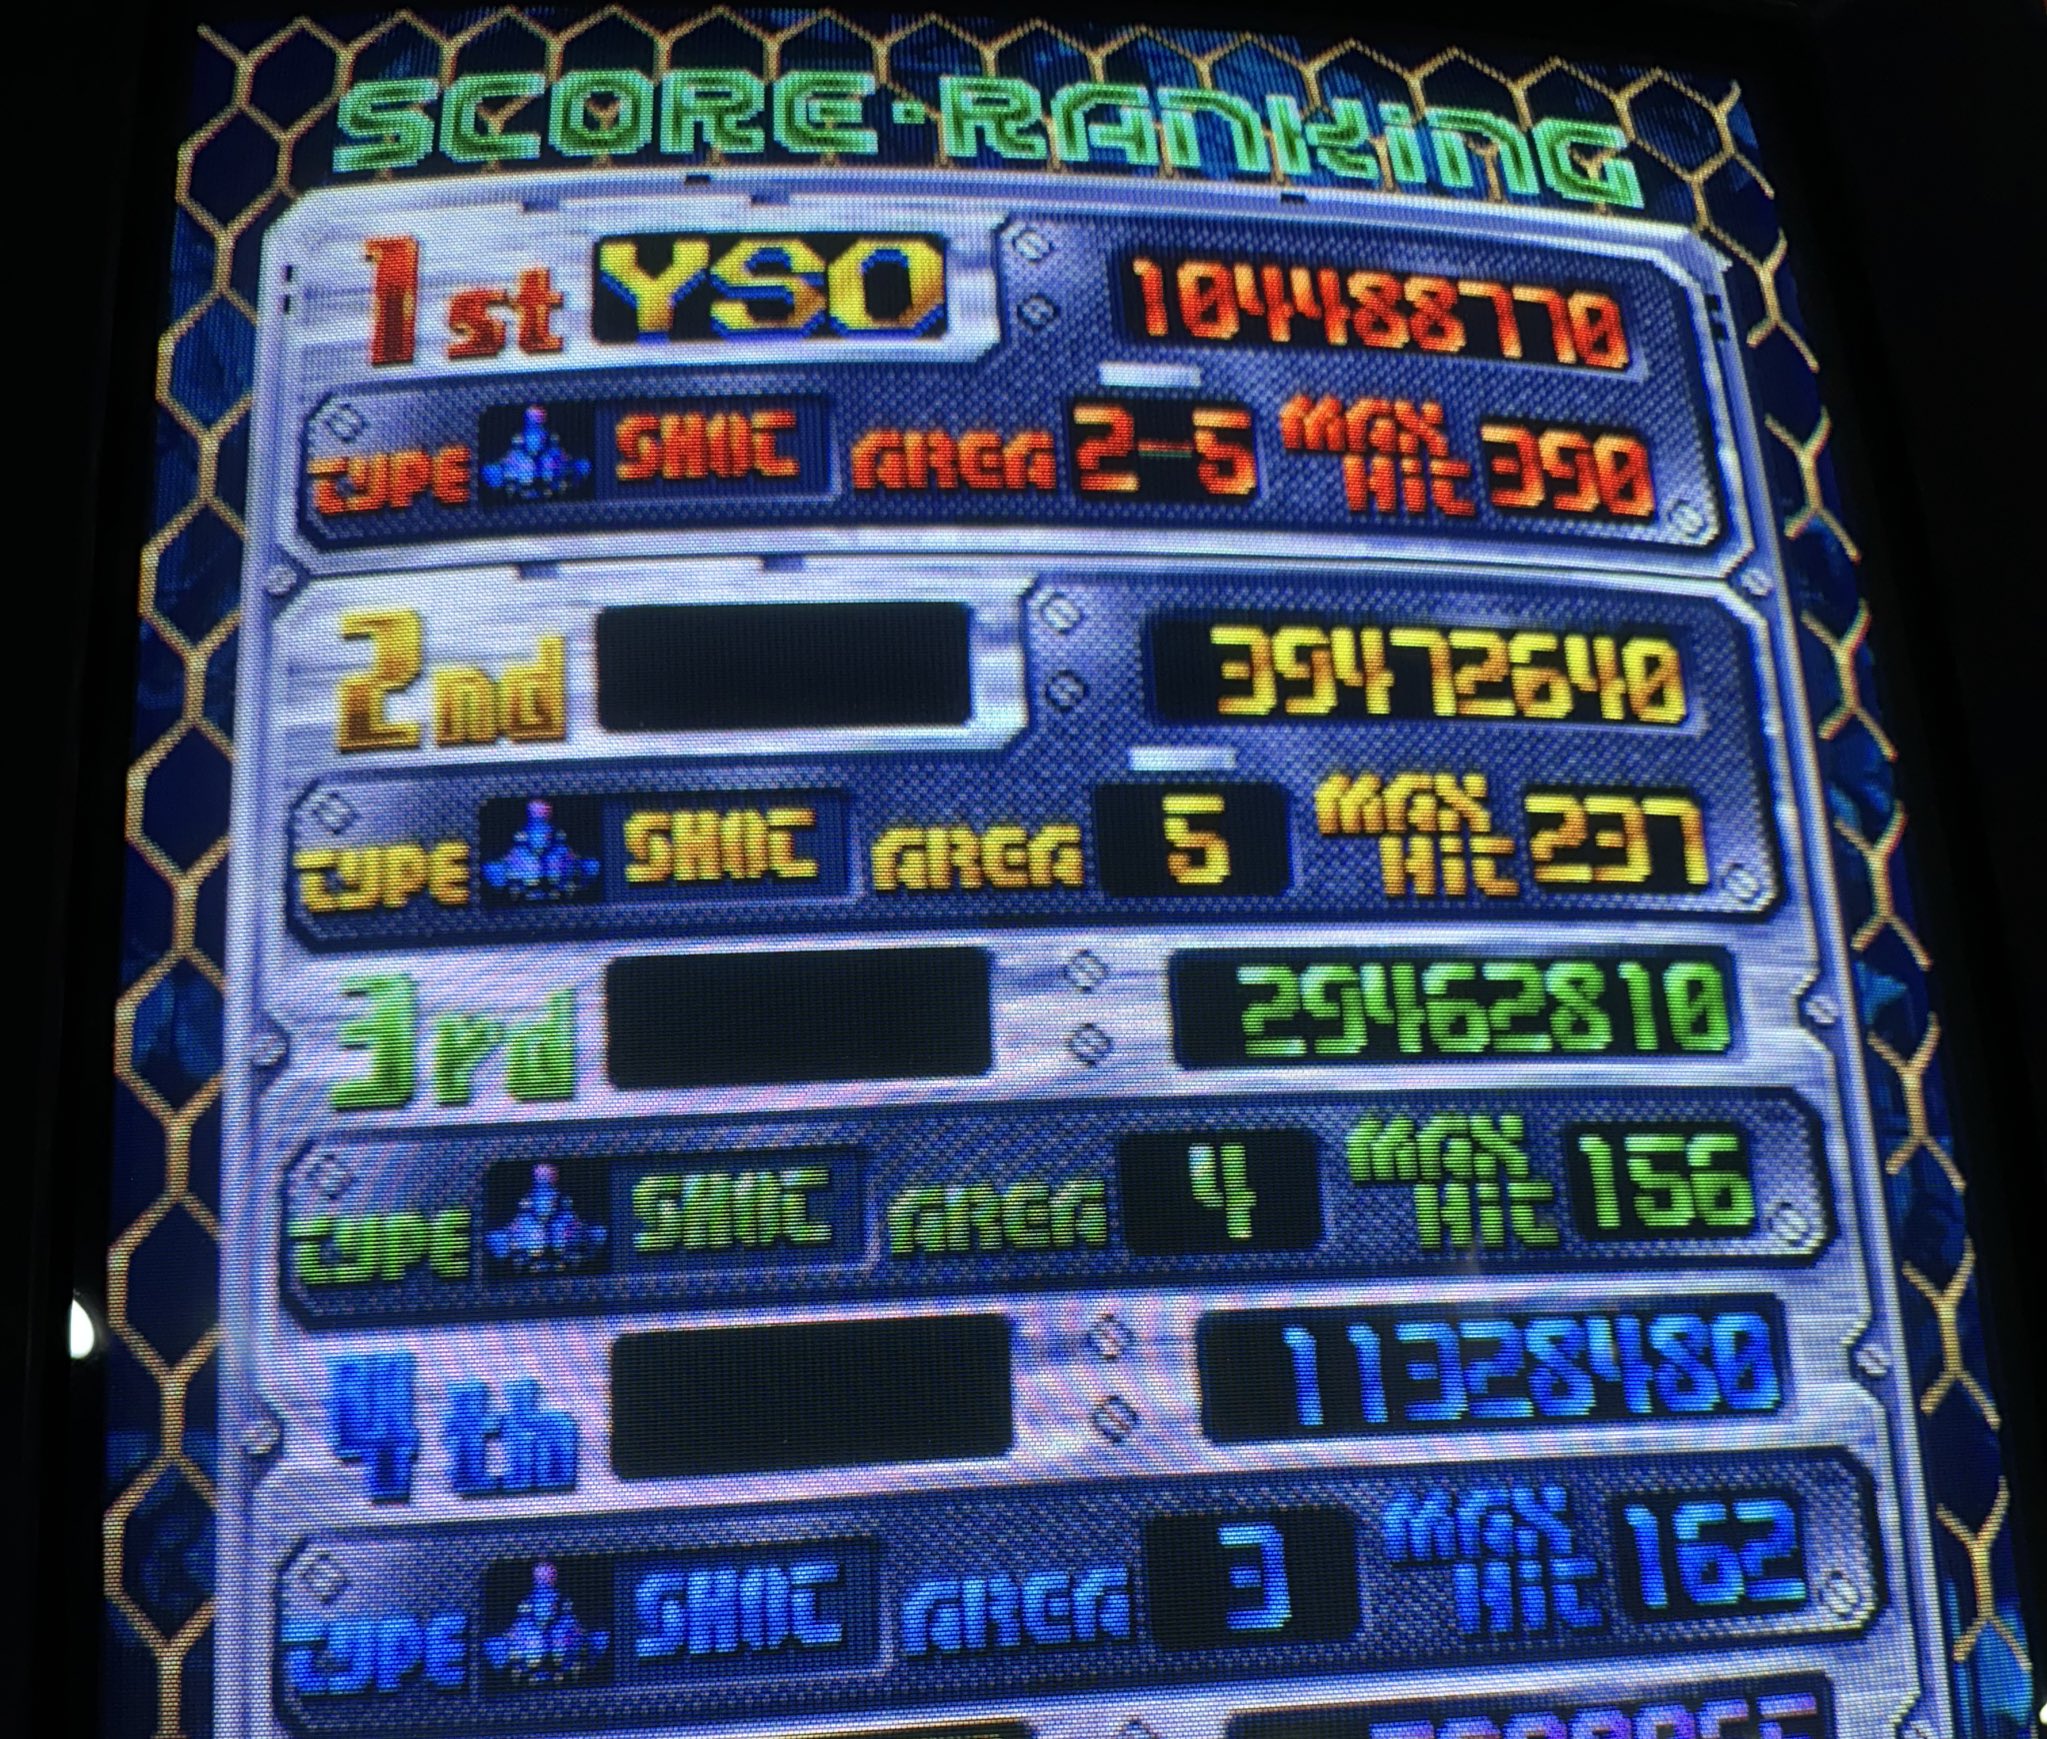 SCORE·RANKING
1st YSO 104488770
TYPE SHOT AREA 2-5 MAX Hit 390
2nd 39472640
TYPE SHOT AREA 5 MAX Hit 237
3rd 29462810
TYPE SHOT AREA 4 MAX Hit 156
4th 11328480
TYPE SHOT AREA 3 MAX Hit 162